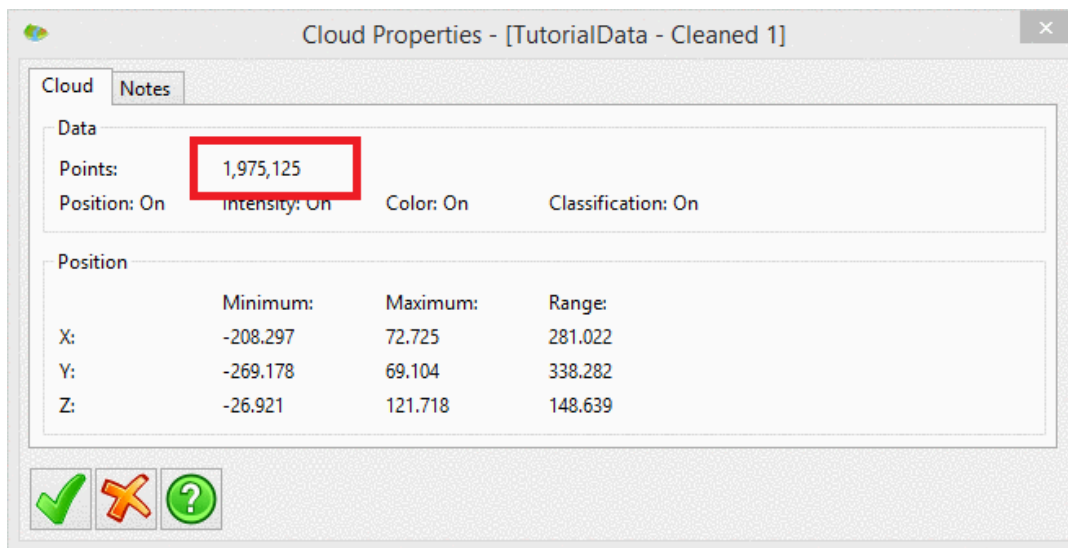 Cloud Properties - [TutorialData - Cleaned 1]
Cloud Notes
Data
Points: 1,975,125
Position: On Intensity: On Color: On Classification: On
Position
Minimum: Maximum: Range:
X: -208.297 72.725 281.022
Y: -269.178 69.104 338.282
Z: -26.921 121.718 148.639